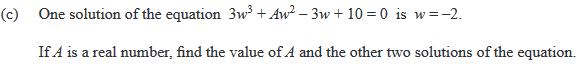 (c) One solution of the equation 3w³ + Aw² – 3w + 10 = 0 is w = –2.
If A is a real number, find the value of A and the other two solutions of the equation.